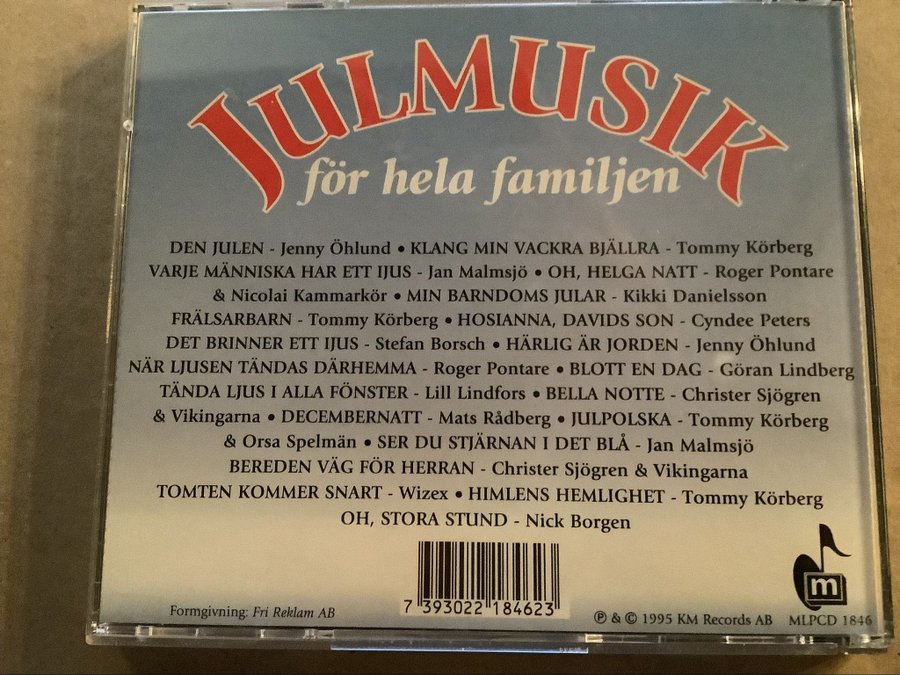 JULMUSIK
för hela familjen
DEN JULEN - Jenny Öhlund • KLANG MIN VACKRA BJÄLLRA - Tommy Körberg
VARJE MÄNNISKA HAR ETT IJUS - Jan Malmsjö • OH, HELGA NATT - Roger Pontare
& Nicolai Kammarkör • MIN BARNDOMS JULAR - Kikki Danielsson
FRÄLSARBARN - Tommy Körberg • HOSIANNA, DAVIDS SON - Cyndee Peters
DET BRINNER ETT IJUS - Stefan Borsch • HÄRLIG ÄR JORDEN - Jenny Öhlund
NÄR LJUSEN TÄNDAS DÄRHEMMA - Roger Pontare • BLOTT EN DAG - Göran Lindberg
TÄNDA LJUS I ALLA FÖNSTER - Lill Lindfors • BELLA NOTTE - Christer Sjögren
& Vikingarna • DECEMBERNATT - Mats Rådberg • JULPOLSKA - Tommy Körberg
& Orsa Spelmän • SER DU STJÄRNAN I DET BLÅ - Jan Malmsjö
BEREDEN VÄG FÖR HERRAN - Christer Sjögren & Vikingarna
TOMTEN KOMMER SNART - Wizex • HIMLENS HEMLIGHET - Tommy Körberg
OH, STORA STUND - Nick Borgen
m
7 393022 184623
Formgivning: Fri Reklam AB
℗ & © 1995 KM Records AB MLPCD 1846